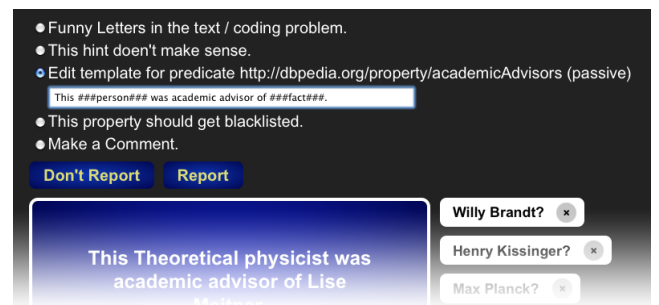 Funny Letters in the text / coding problem.
This hint doen't make sense.
Edit template for predicate http://dbpedia.org/property/academicAdvisors (passive)
This ###person### was academic advisor of ###fact###.
This property should get blacklisted.
Make a Comment.
Don't Report Report
Willy Brandt? ×
Henry Kissinger? ×
This Theoretical physicist was
academic advisor of Lise
Max Planck? ×
Meitner